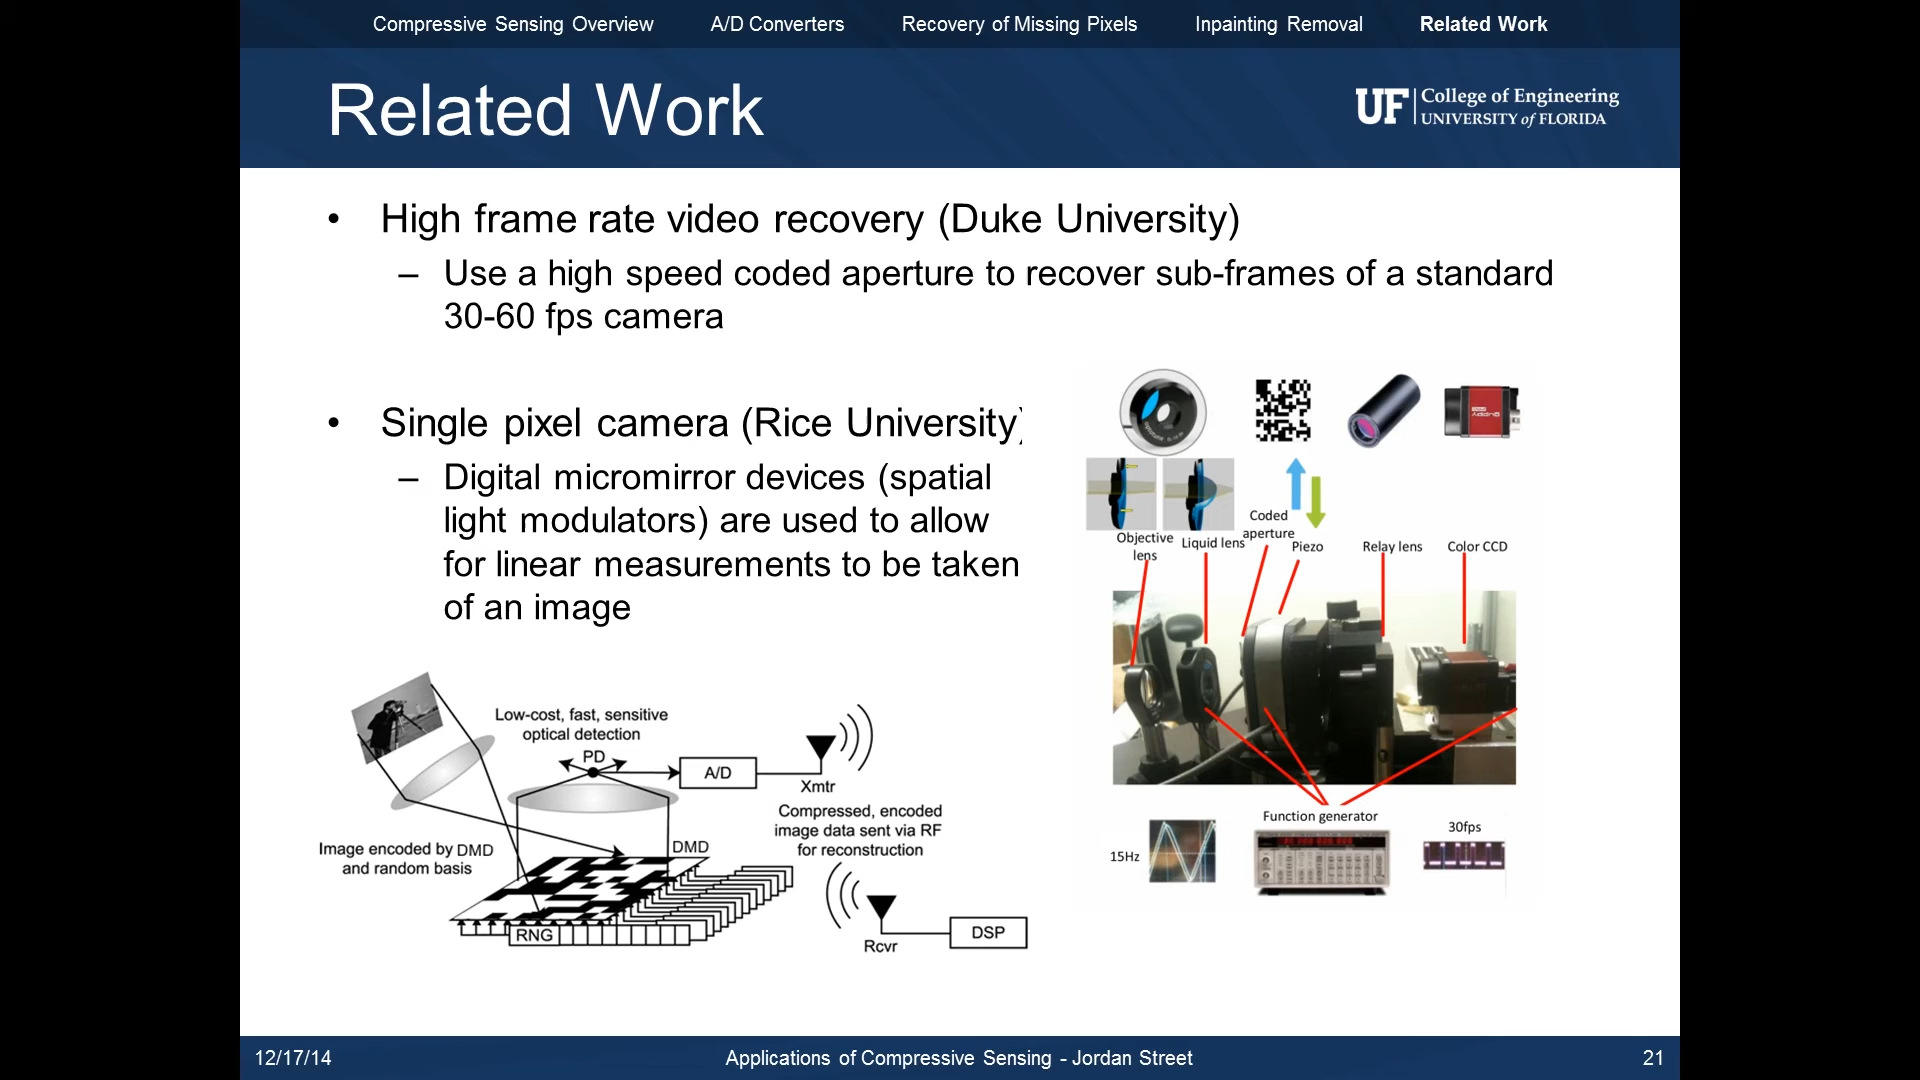 Compressive Sensing Overview A/D Converters Recovery of Missing Pixels Inpainting Removal Related Work
Related Work
UF College of Engineering
UNIVERSITY of FLORIDA
• High frame rate video recovery (Duke University)
– Use a high speed coded aperture to recover sub-frames of a standard
30-60 fps camera
• Single pixel camera (Rice University)
– Digital micromirror devices (spatial
light modulators) are used to allow
for linear measurements to be taken
of an image
Objective
lens
Liquid lens
Coded
aperture
Piezo
Relay lens
Color CCD
Function generator
15Hz
30fps
Low-cost, fast, sensitive
optical detection
PD
A/D
Xmtr
Compressed, encoded
image data sent via RF
for reconstruction
Image encoded by DMD
and random basis
DMD
RNG
Rcvr
DSP
12/17/14 Applications of Compressive Sensing - Jordan Street 21